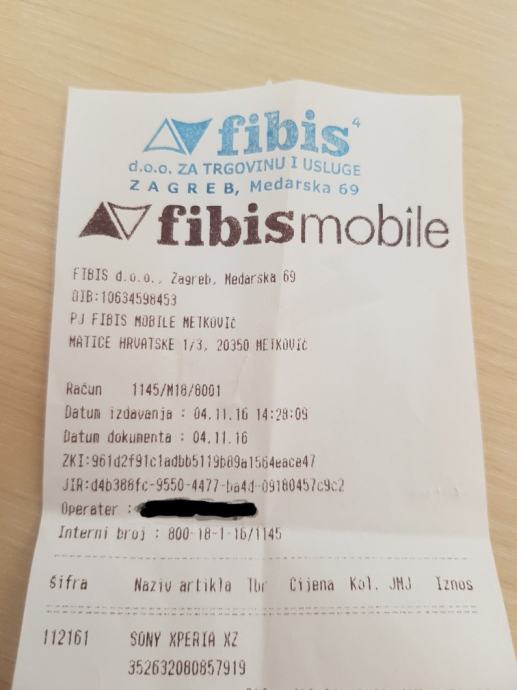 fibis 4
d.o.o. ZA TRGOVINU I USLUGE
ZAGREB, Medarska 69
fibismobile
FIBIS d.o.o., Zagreb, Medarska 69
OIB:10634598453
PJ FIBIS MOBILE METKOVIĆ
MATICE HRVATSKE 1/3, 20350 METKOVIĆ
Račun 1145/M18/8001
Datum izdavanja : 04.11.16 14:28:09
Datum dokumenta : 04.11.16
ZKI:961d2f91c1adbb5119b89a1564eace47
JIR:d4b388fc-9550-4477-ba4d-09180457c9c2
Operater :
Interni broj : 800-18-1-16/1145
Šifra Naziv artikla Tbr Cijena Kol. JMJ Iznos
112161 SONY XPERIA XZ
352632080857919